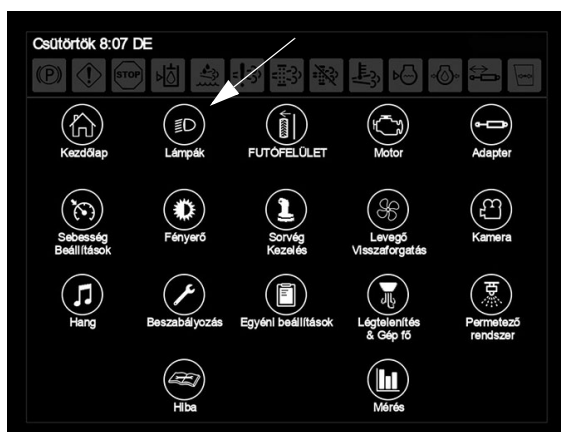 Csütörtök 8:07 DE
(P) STOP
Kezdőlap Lámpák FUTÓFELÜLET Motor Adapter
Sebesség Fényerő Sorvég Levegő Kamera
Beállítások Kezelés Visszaforgatás
Hang Beszabályozás Egyéni beállítások Légtelenítés Permetező
& Gép fő rendszer
Hiba Mérés